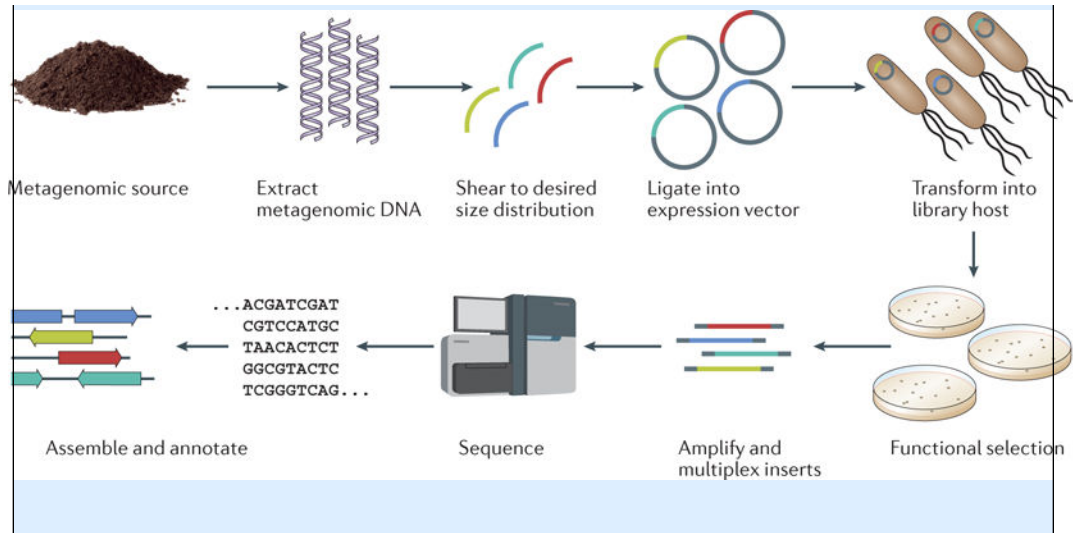 Metagenomic source
Extract
metagenomic DNA
Shear to desired
size distribution
Ligate into
expression vector
Transform into
library host
...ACGATCGAT
CGTCCATGC
TAACACTCT
GGCGTACTC
TCGGGTCAG...
Assemble and annotate
Sequence
Amplify and
multiplex inserts
Functional selection